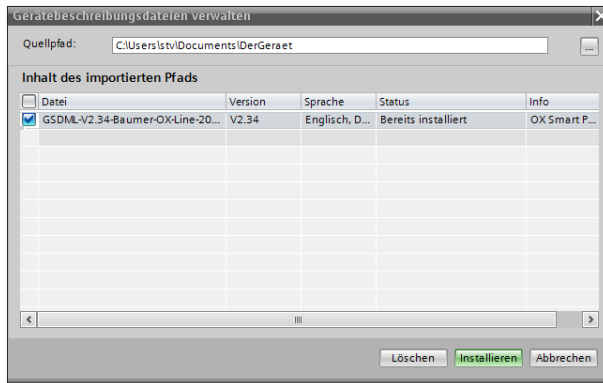 Gerätebeschreibungsdateien verwalten
Quellpfad: C:\Users\stv\Documents\DerGeraet ...
Inhalt des importierten Pfads
Datei Version Sprache Status Info
GSDML-V2.34-Baumer-OX-Line-20... V2.34 Englisch, D... Bereits installiert OX Smart P...
Löschen Installieren Abbrechen